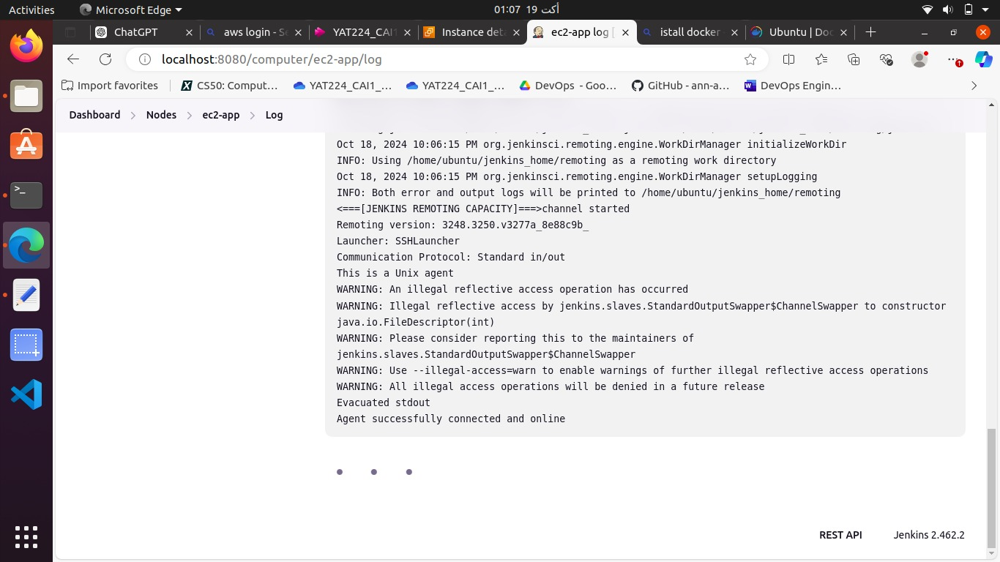 Activities
Microsoft Edge
01:07 19 أكت
ChatGPT
aws login - Se
YAT224_CAI1
Instance deta
ec2-app log [
istall docker
Ubuntu | Doc
localhost:8080/computer/ec2-app/log
Import favorites
CS50: Comput...
YAT224_CAI1_...
YAT224_CAI1_...
DevOps - Goo...
GitHub - ann-a...
DevOps Engin...
Dashboard
Nodes
ec2-app
Log
Oct 18, 2024 10:06:15 PM org.jenkinsci.remoting.engine.WorkDirManager initializeWorkDir
INFO: Using /home/ubuntu/jenkins_home/remoting as a remoting work directory
Oct 18, 2024 10:06:15 PM org.jenkinsci.remoting.engine.WorkDirManager setupLogging
INFO: Both error and output logs will be printed to /home/ubuntu/jenkins_home/remoting
<===[JENKINS REMOTING CAPACITY]===>channel started
Remoting version: 3248.3250.v3277a_8e88c9b_
Launcher: SSHLauncher
Communication Protocol: Standard in/out
This is a Unix agent
WARNING: An illegal reflective access operation has occurred
WARNING: Illegal reflective access by jenkins.slaves.StandardOutputSwapper$ChannelSwapper to constructor
java.io.FileDescriptor(int)
WARNING: Please consider reporting this to the maintainers of
jenkins.slaves.StandardOutputSwapper$ChannelSwapper
WARNING: Use --illegal-access=warn to enable warnings of further illegal reflective access operations
WARNING: All illegal access operations will be denied in a future release
Evacuated stdout
Agent successfully connected and online
REST API
Jenkins 2.462.2